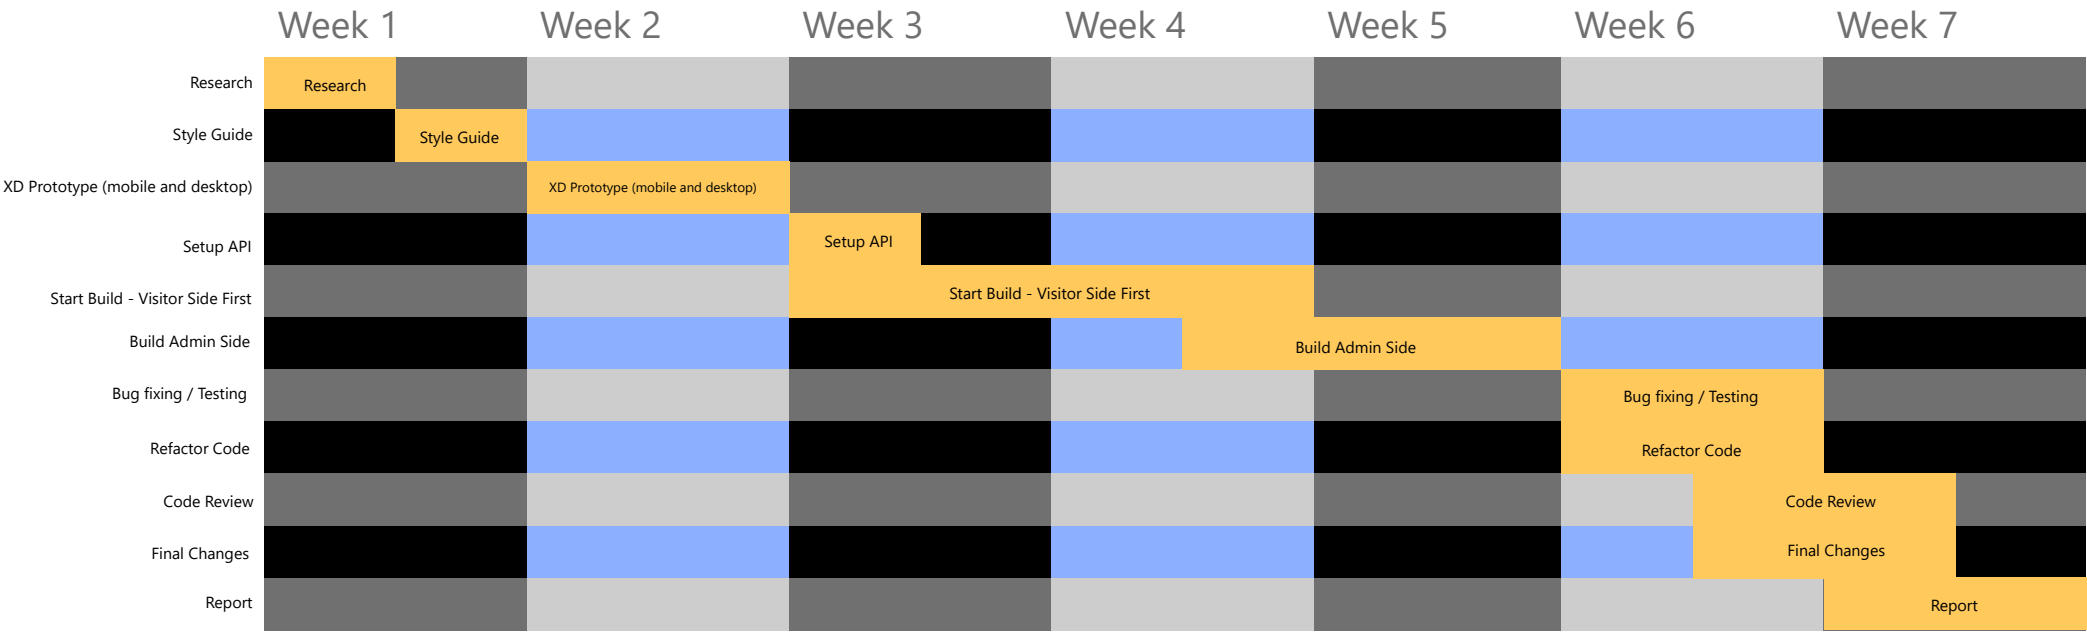 Week 1 Week 2 Week 3 Week 4 Week 5 Week 6 Week 7
Research Research
Style Guide Style Guide
XD Prototype (mobile and desktop) XD Prototype (mobile and desktop)
Setup API Setup API
Start Build - Visitor Side First Start Build - Visitor Side First
Build Admin Side Build Admin Side
Bug fixing / Testing Bug fixing / Testing
Refactor Code Refactor Code
Code Review Code Review
Final Changes Final Changes
Report Report